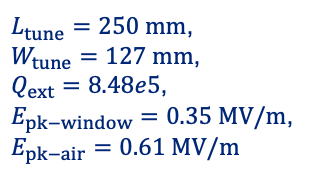 L_tune = 250 mm,
W_tune = 127 mm,
Q_ext = 8.48e5,
E_pk−window = 0.35 MV/m,
E_pk−air = 0.61 MV/m